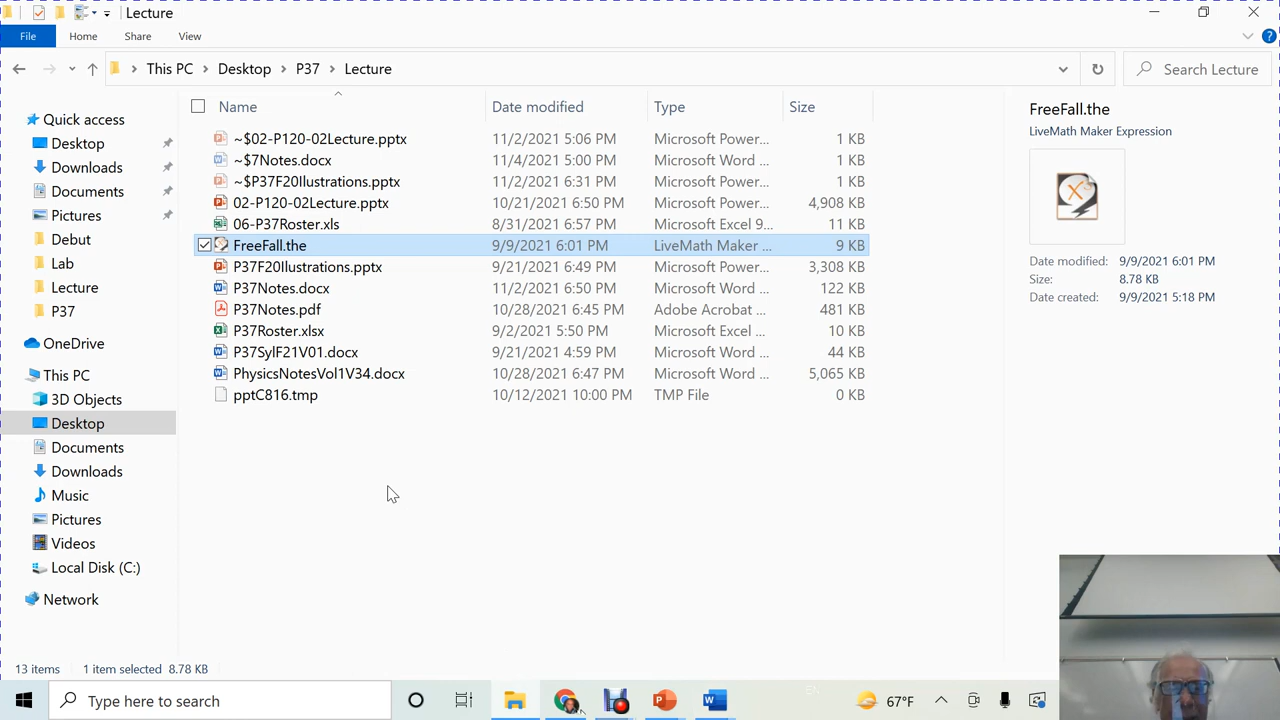 Lecture
File Home Share View
This PC Desktop P37 Lecture
Search Lecture
Name Date modified Type Size
~$02-P120-02Lecture.pptx 11/2/2021 5:06 PM Microsoft Power... 1 KB
~$7Notes.docx 11/4/2021 5:00 PM Microsoft Word ... 1 KB
~$P37F20Ilustrations.pptx 11/2/2021 6:31 PM Microsoft Power... 1 KB
02-P120-02Lecture.pptx 10/21/2021 6:50 PM Microsoft Power... 4,908 KB
06-P37Roster.xls 8/31/2021 6:57 PM Microsoft Excel 9... 11 KB
FreeFall.the 9/9/2021 6:01 PM LiveMath Maker ... 9 KB
P37F20Ilustrations.pptx 9/21/2021 6:49 PM Microsoft Power... 3,308 KB
P37Notes.docx 11/2/2021 6:50 PM Microsoft Word ... 122 KB
P37Notes.pdf 10/28/2021 6:45 PM Adobe Acrobat ... 481 KB
P37Roster.xlsx 9/2/2021 5:50 PM Microsoft Excel ... 10 KB
P37SylF21V01.docx 9/21/2021 4:59 PM Microsoft Word ... 44 KB
PhysicsNotesVol1V34.docx 10/28/2021 6:47 PM Microsoft Word ... 5,065 KB
pptC816.tmp 10/12/2021 10:00 PM TMP File 0 KB
Quick access
Desktop
Downloads
Documents
Pictures
Debut
Lab
Lecture
P37
OneDrive
This PC
3D Objects
Desktop
Documents
Downloads
Music
Pictures
Videos
Local Disk (C:)
Network
FreeFall.the
LiveMath Maker Expression
Date modified: 9/9/2021 6:01 PM
Size: 8.78 KB
Date created: 9/9/2021 5:18 PM
13 items 1 item selected 8.78 KB
Type here to search
67°F